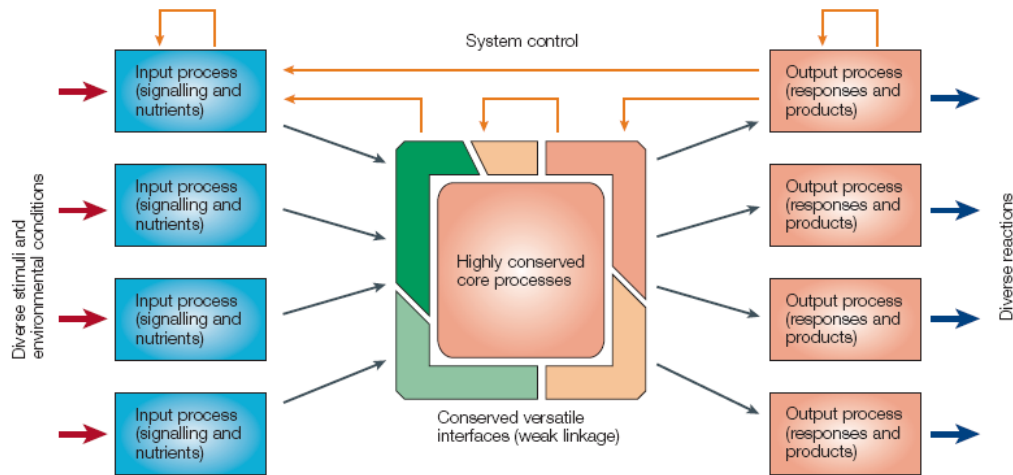 System control
Diverse stimuli and
environmental conditions
Input process
(signalling and
nutrients)
Input process
(signalling and
nutrients)
Input process
(signalling and
nutrients)
Input process
(signalling and
nutrients)
Highly conserved
core processes
Conserved versatile
interfaces (weak linkage)
Output process
(responses and
products)
Output process
(responses and
products)
Output process
(responses and
products)
Output process
(responses and
products)
Diverse reactions